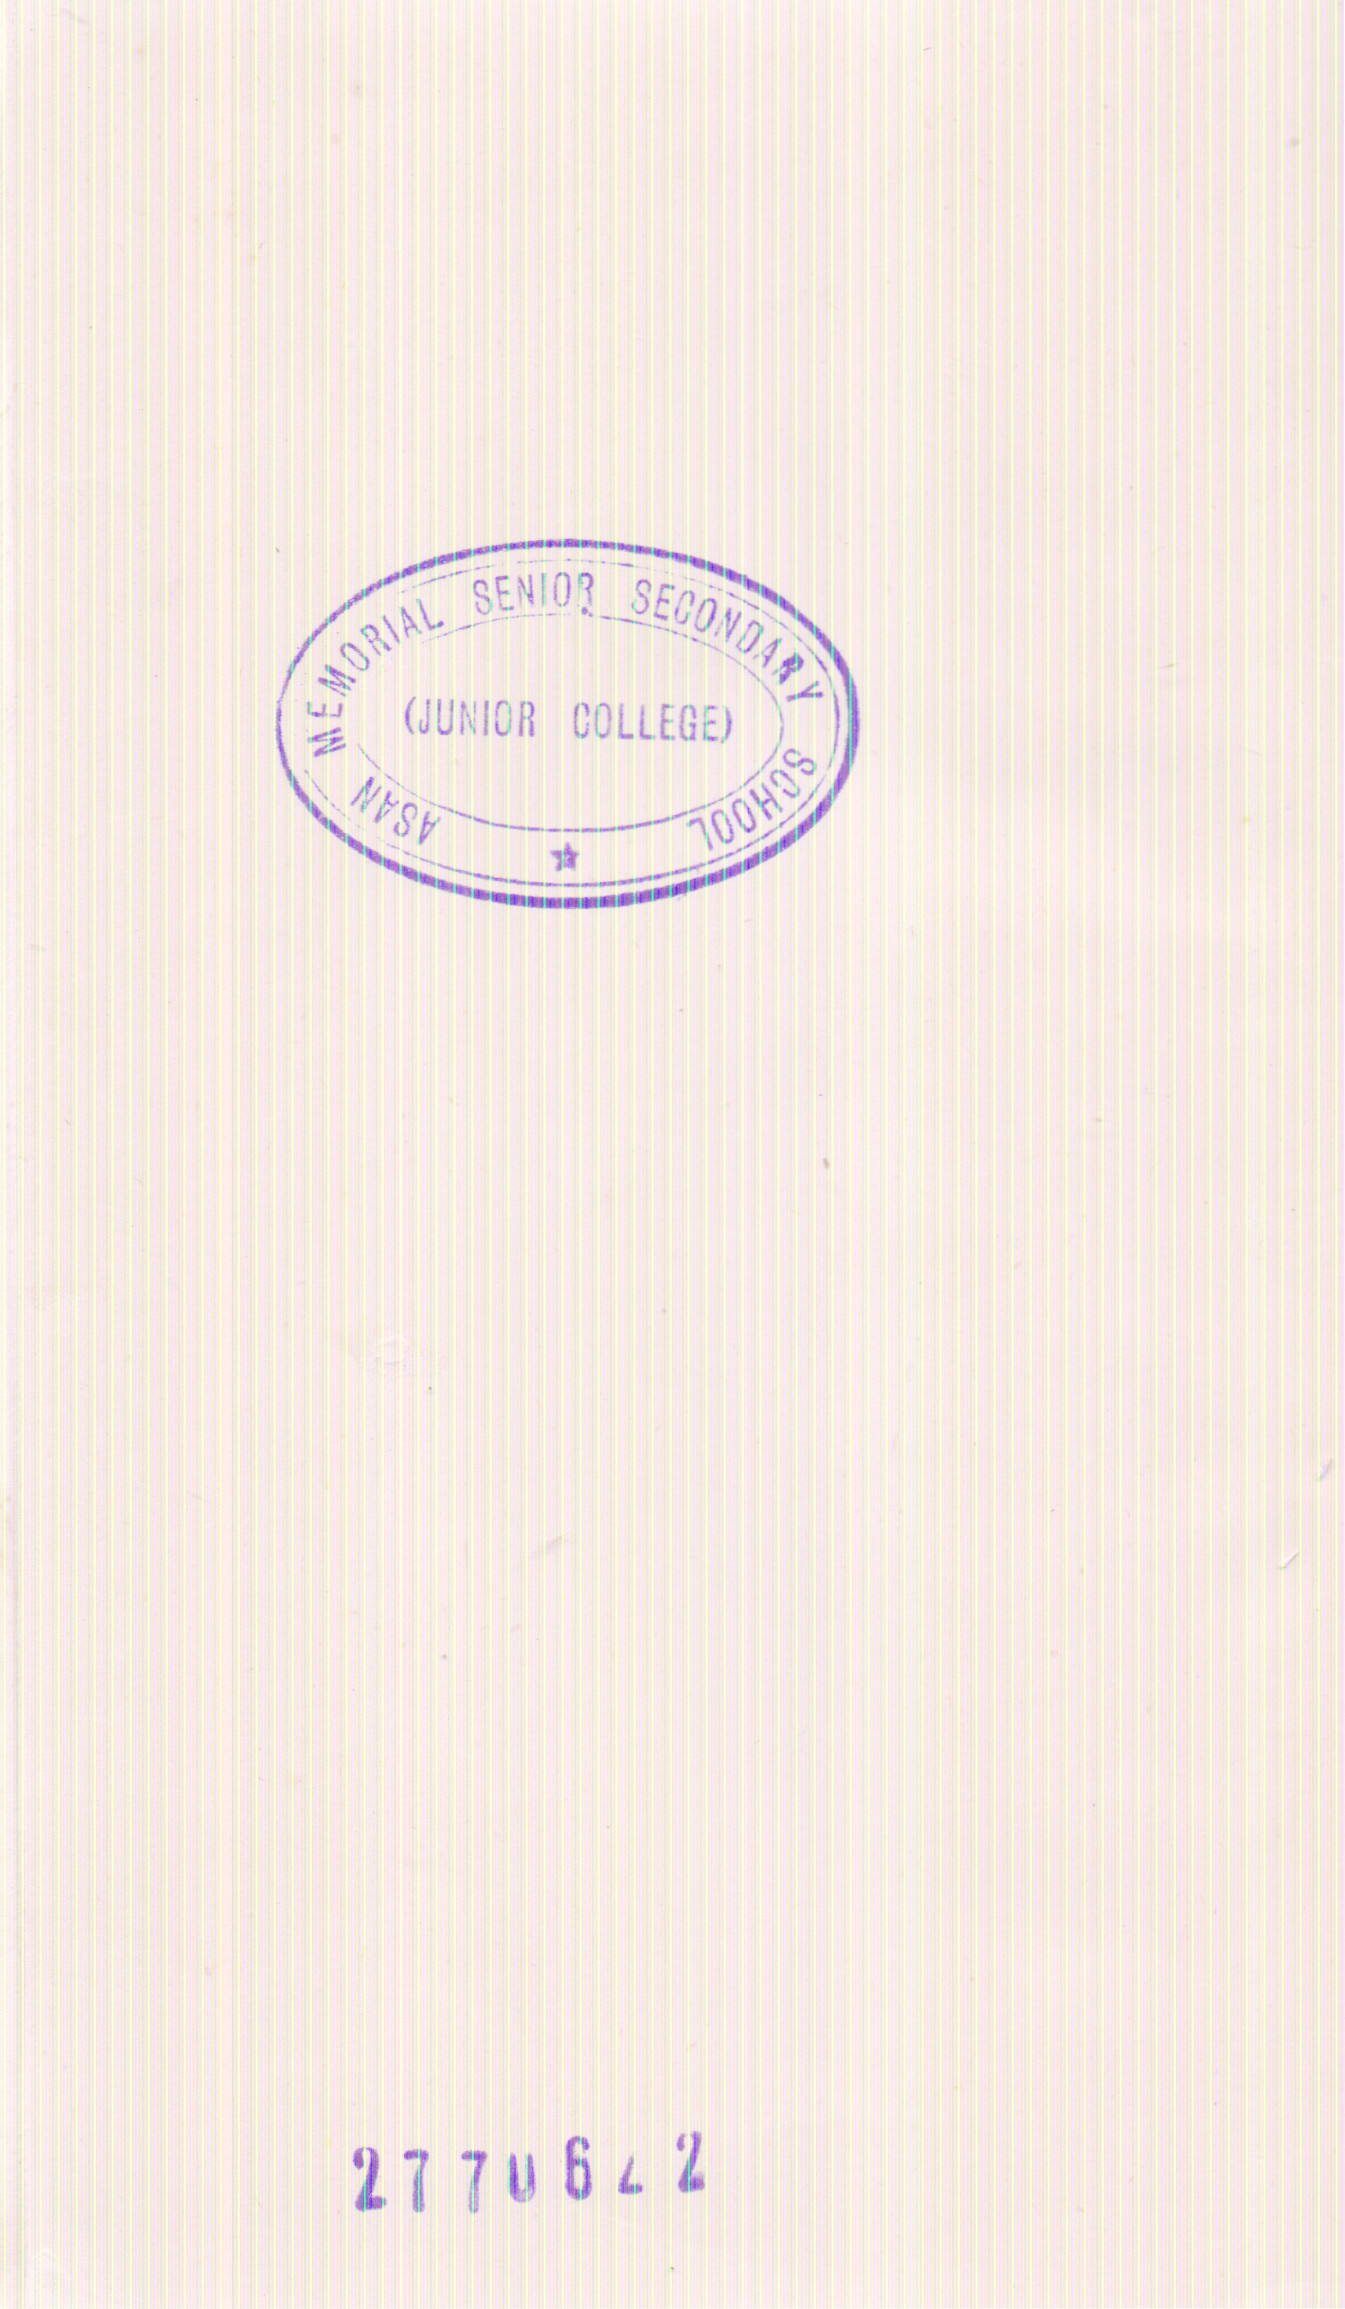 ASAN MEMORIAL SENIOR SECONDARY SCHOOL
(JUNIOR COLLEGE)